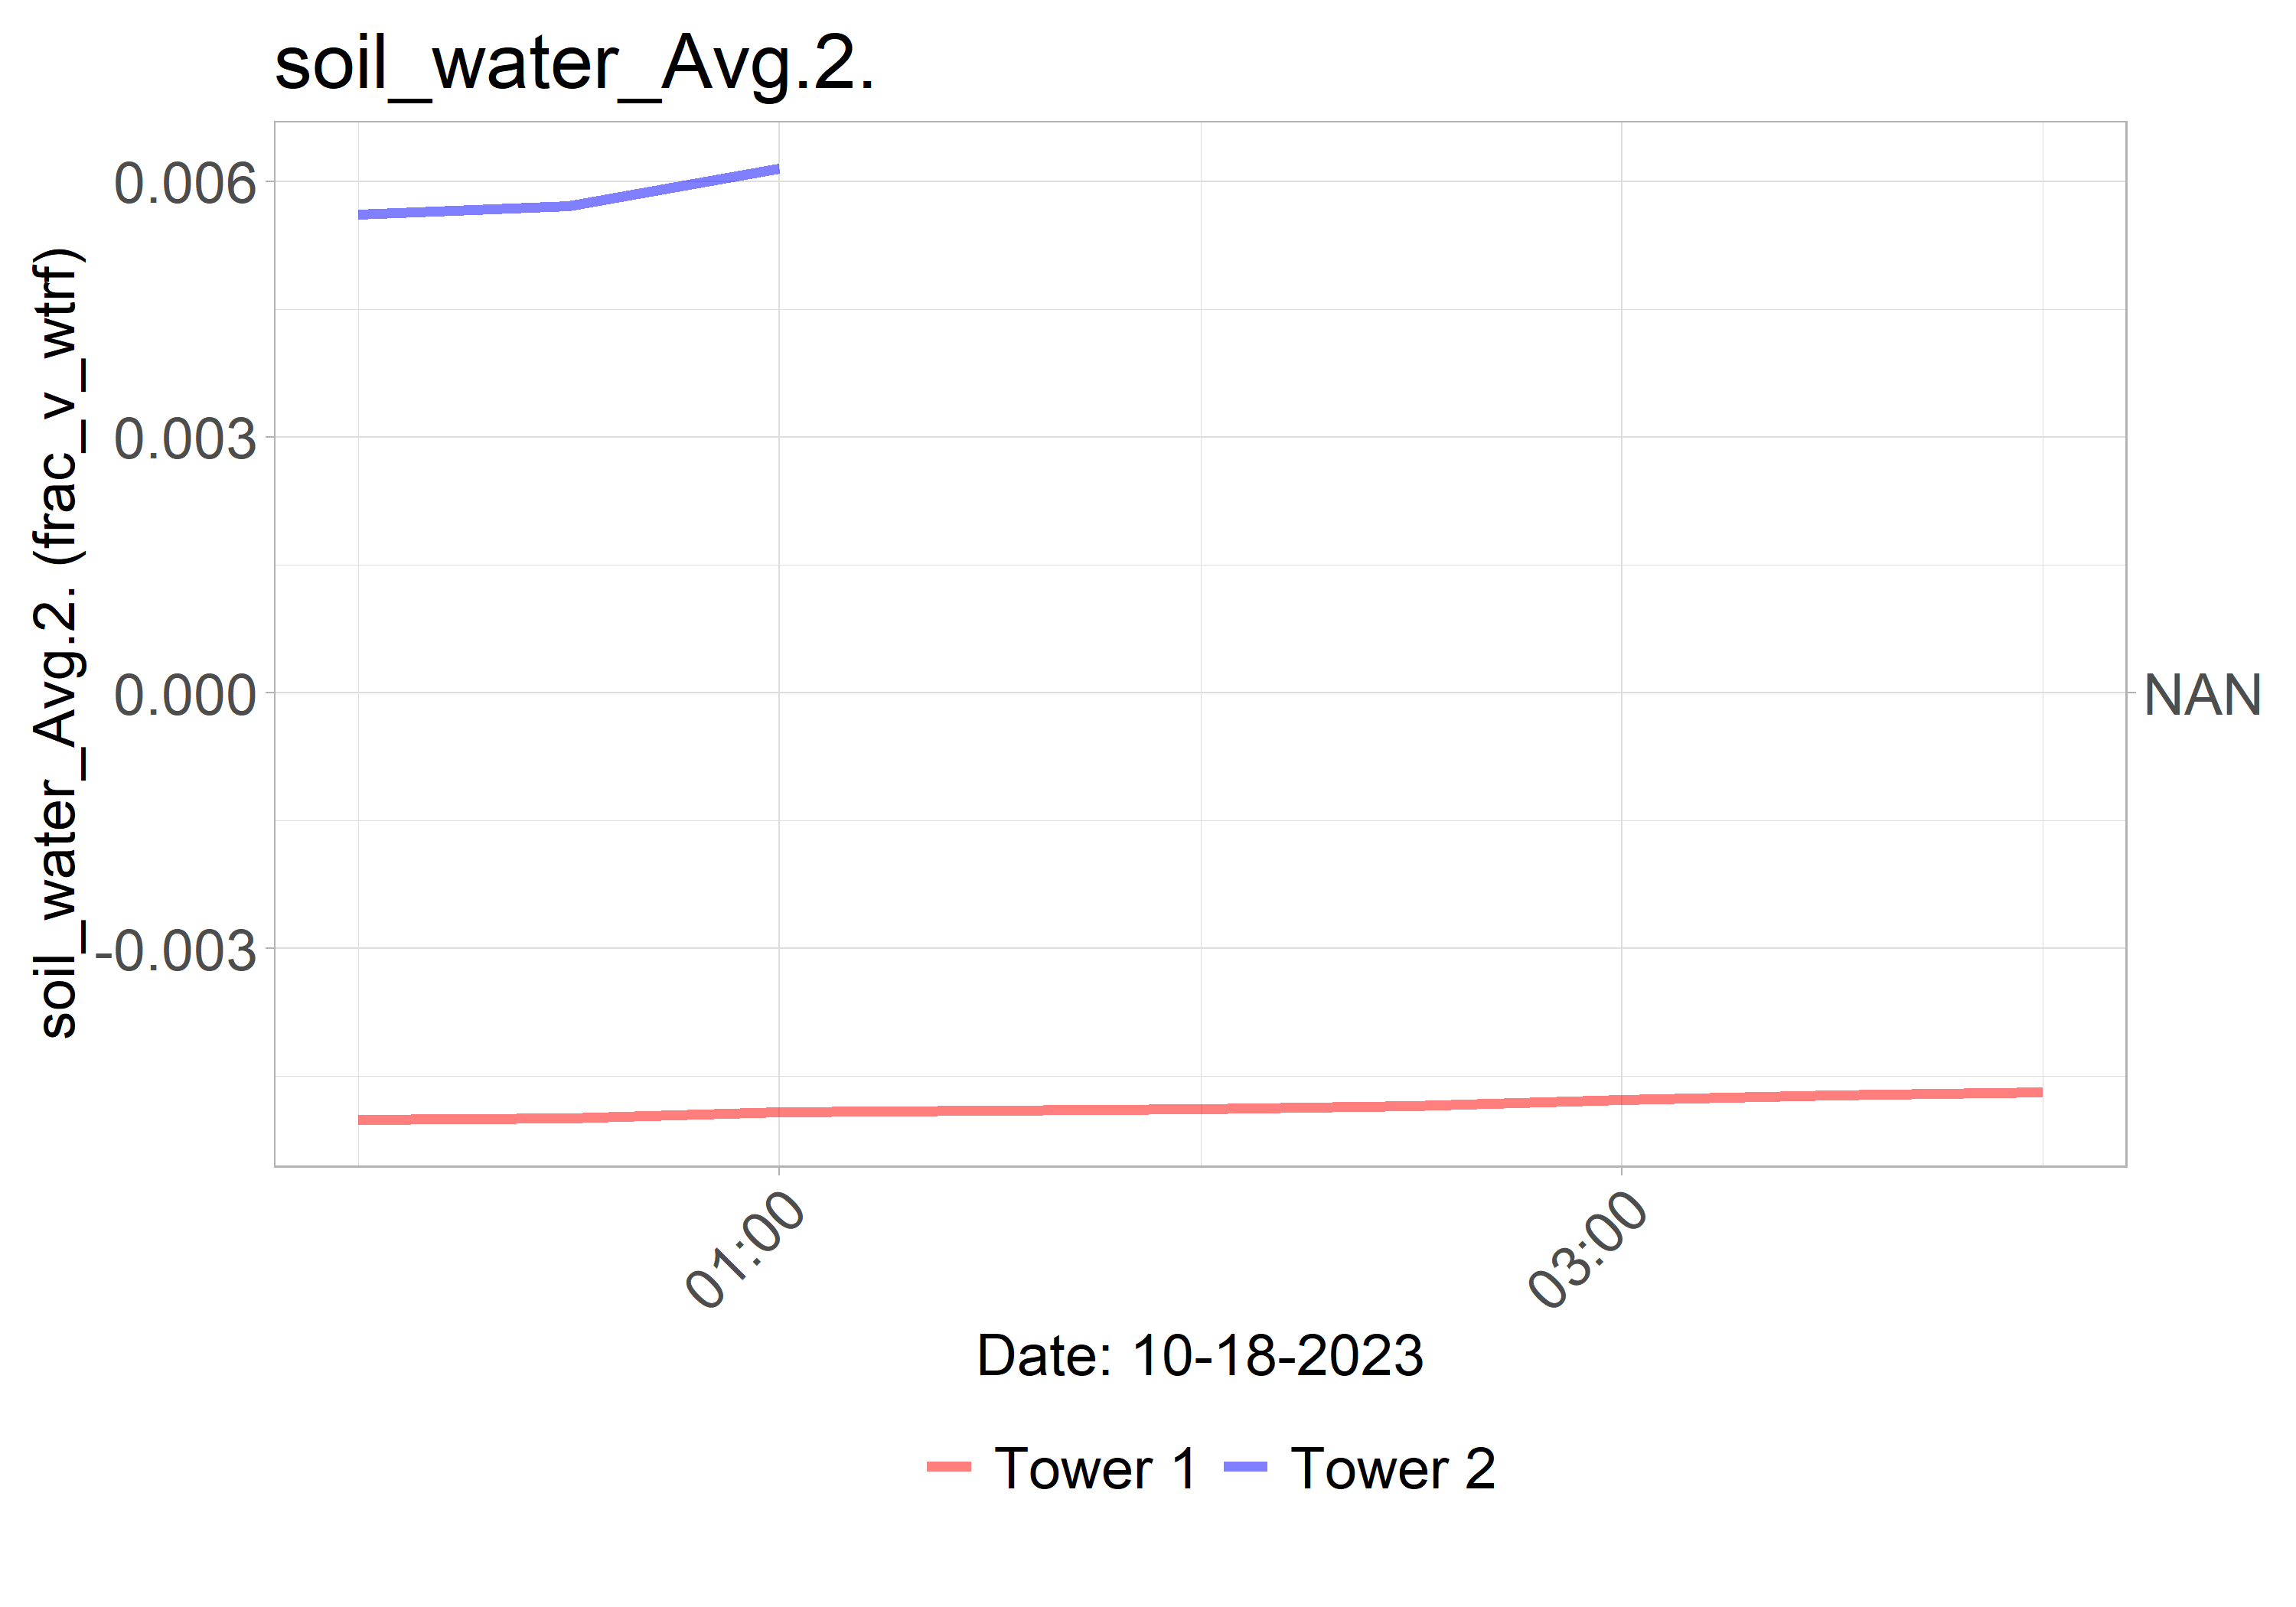 soil_water_Avg.2.
soil_water_Avg.2. (frac_v_wtrf)
0.006
0.003
0.000
-0.003
NAN
01:00
03:00
Date: 10-18-2023
Tower 1
Tower 2